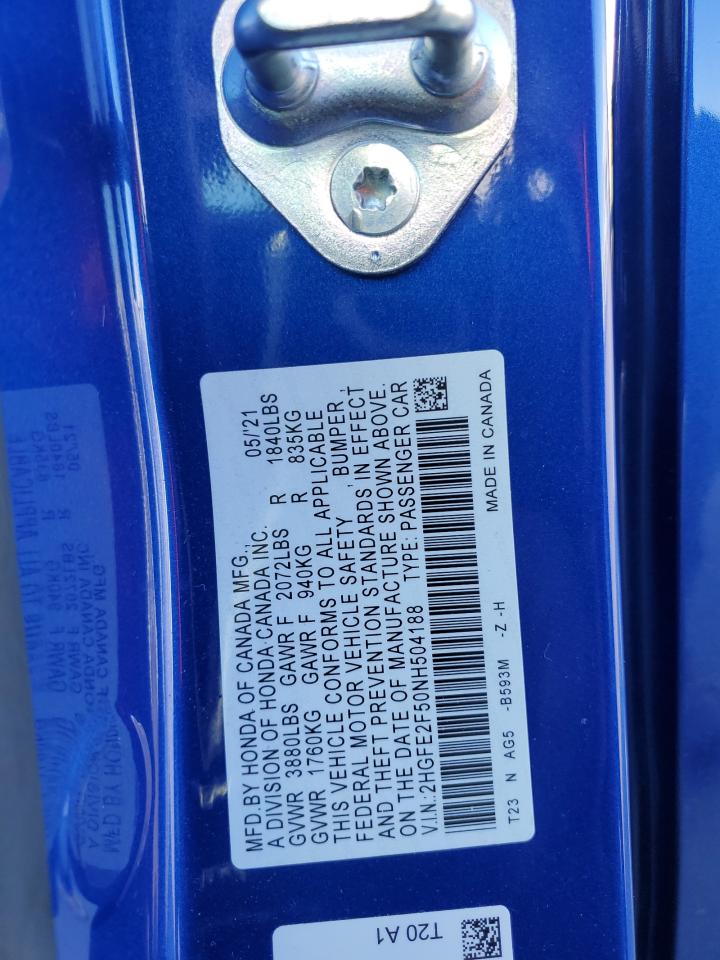 MFD.BY HONDA OF CANADA MFG., 05/'21
A DIVISION OF HONDA CANADA INC.
GVWR 3880LBS GAWR F 2072LBS R 1840LBS
GVWR 1760KG GAWR F 940KG R 835KG
THIS VEHICLE CONFORMS TO ALL APPLICABLE
FEDERAL MOTOR VEHICLE SAFETY, BUMPER,
AND THEFT PREVENTION STANDARDS IN EFFECT
ON THE DATE OF MANUFACTURE SHOWN ABOVE.
V.I.N.:2HGFE2F50NH504188 TYPE: PASSENGER CAR
T23 N AG5 -B593M -Z -H MADE IN CANADA
T20 A1